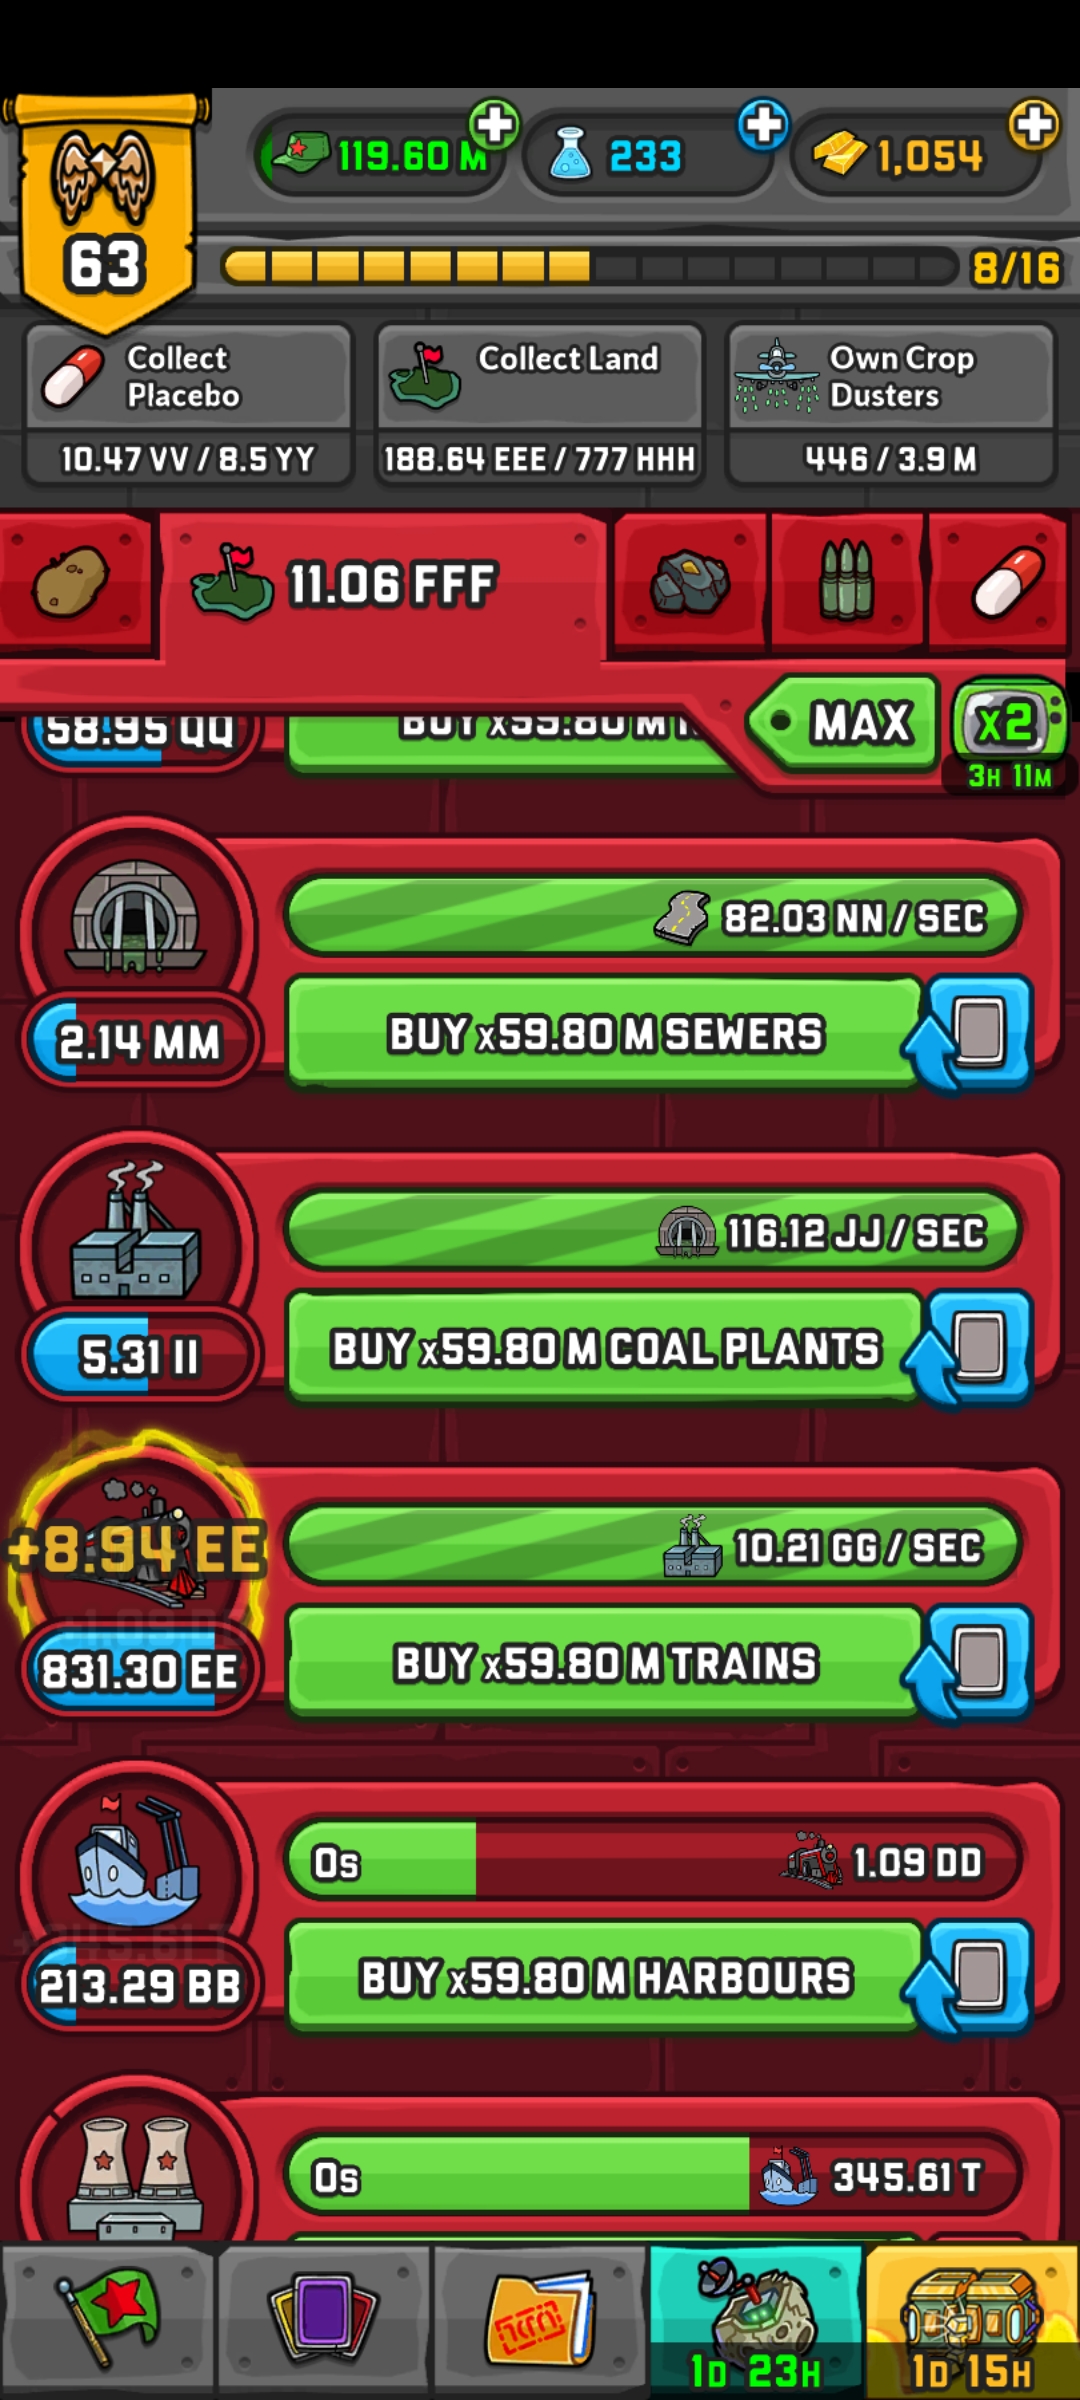 119.60 M
233
1,054
63
8/16
Collect
Placebo
10.47 VV / 8.5 YY
Collect Land
188.64 EEE / 777 HHH
Own Crop
Dusters
446 / 3.9 M
11.06 FFF
MAX
x2
3H 11M
58.95 QQ
BUY x59.80 M
82.03 NN / SEC
2.14 MM
BUY x59.80 M SEWERS
116.12 JJ / SEC
5.31 II
BUY x59.80 M COAL PLANTS
+8.94 EE
10.21 GG / SEC
831.30 EE
BUY x59.80 M TRAINS
0s
1.09 DD
213.29 BB
BUY x59.80 M HARBOURS
0s
345.61 T
1D 23H
1D 15H